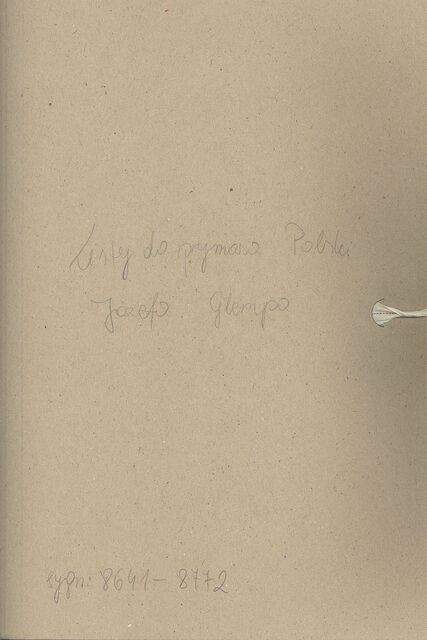 Listy do prymasa Polski
Józefa Glempa
sygn: 8641 - 8772